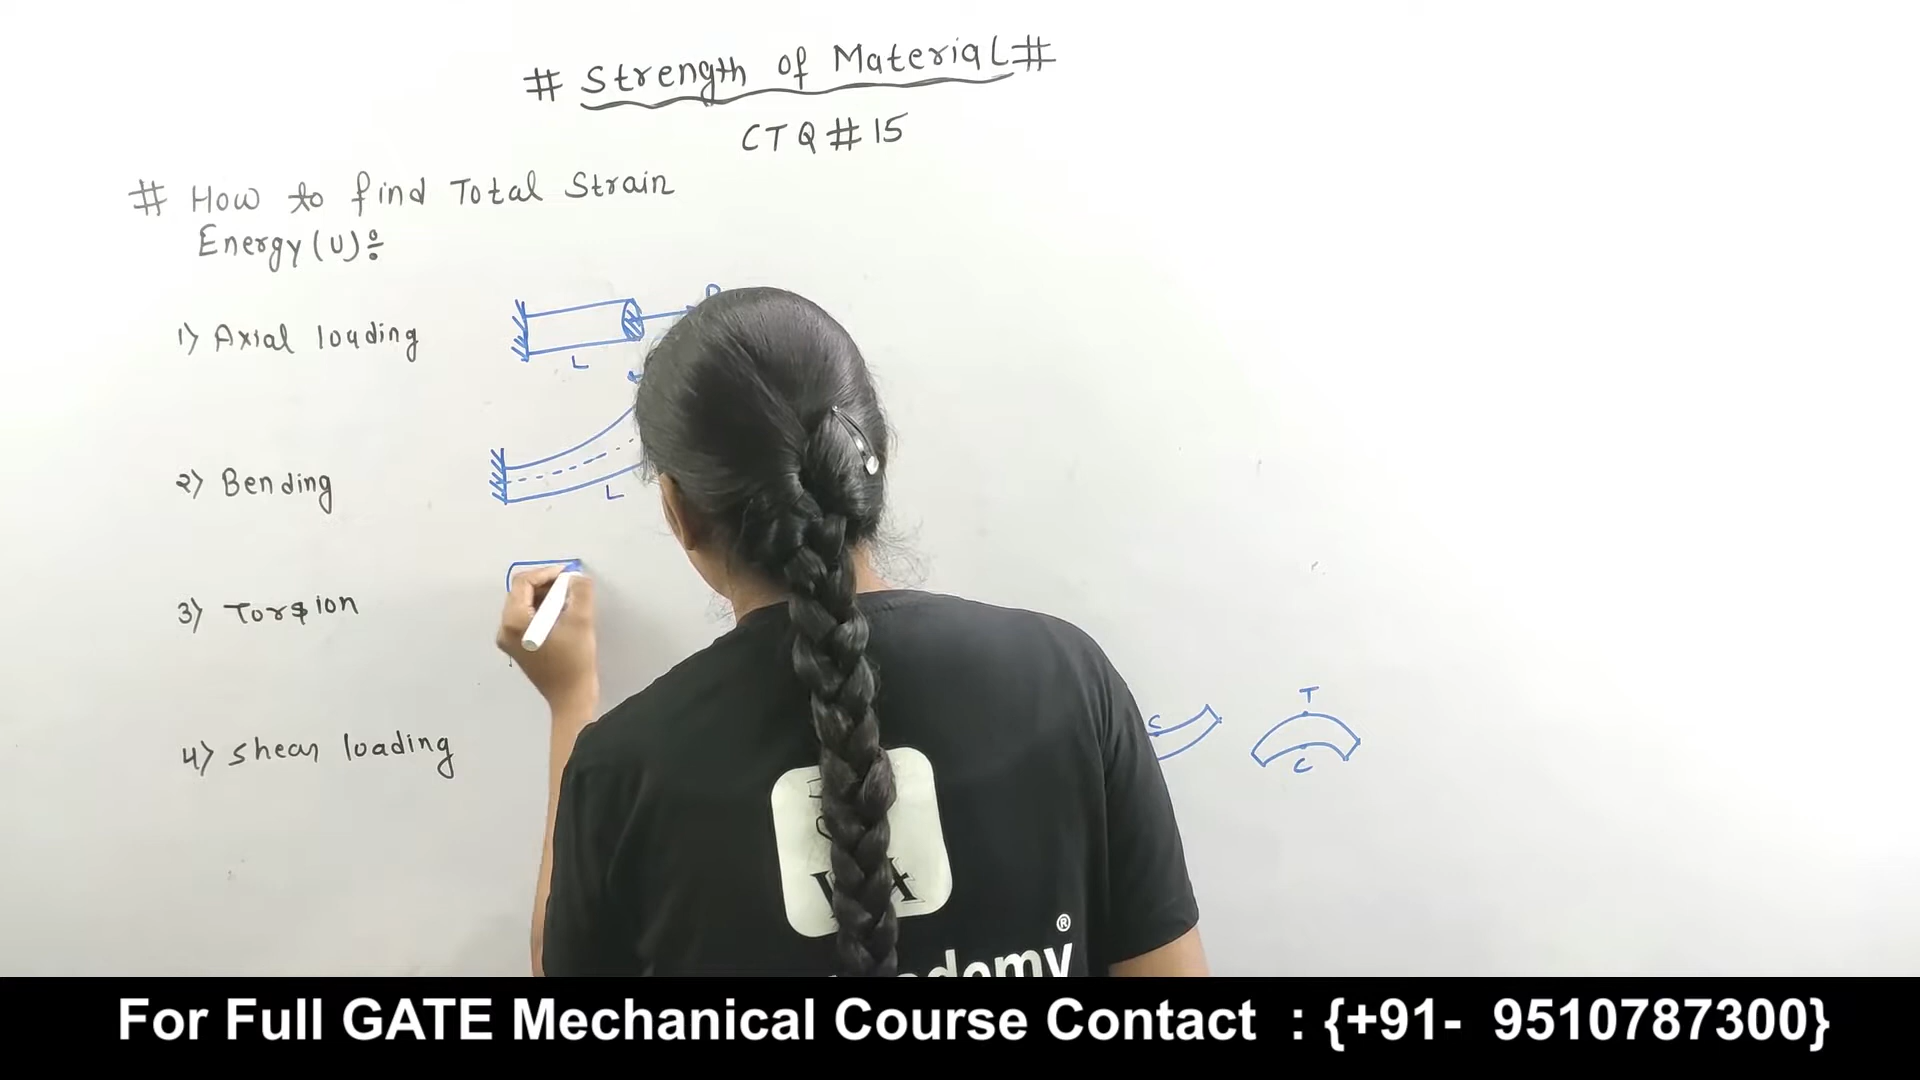 # Strength of Material #
CTQ # 15
# How to find Total Strain
Energy (U) :-
1) Axial loading
P
L
2) Bending
L
3) Torsion
4) Shear loading
C
T
C
®
For Full GATE Mechanical Course Contact : {+91- 9510787300}